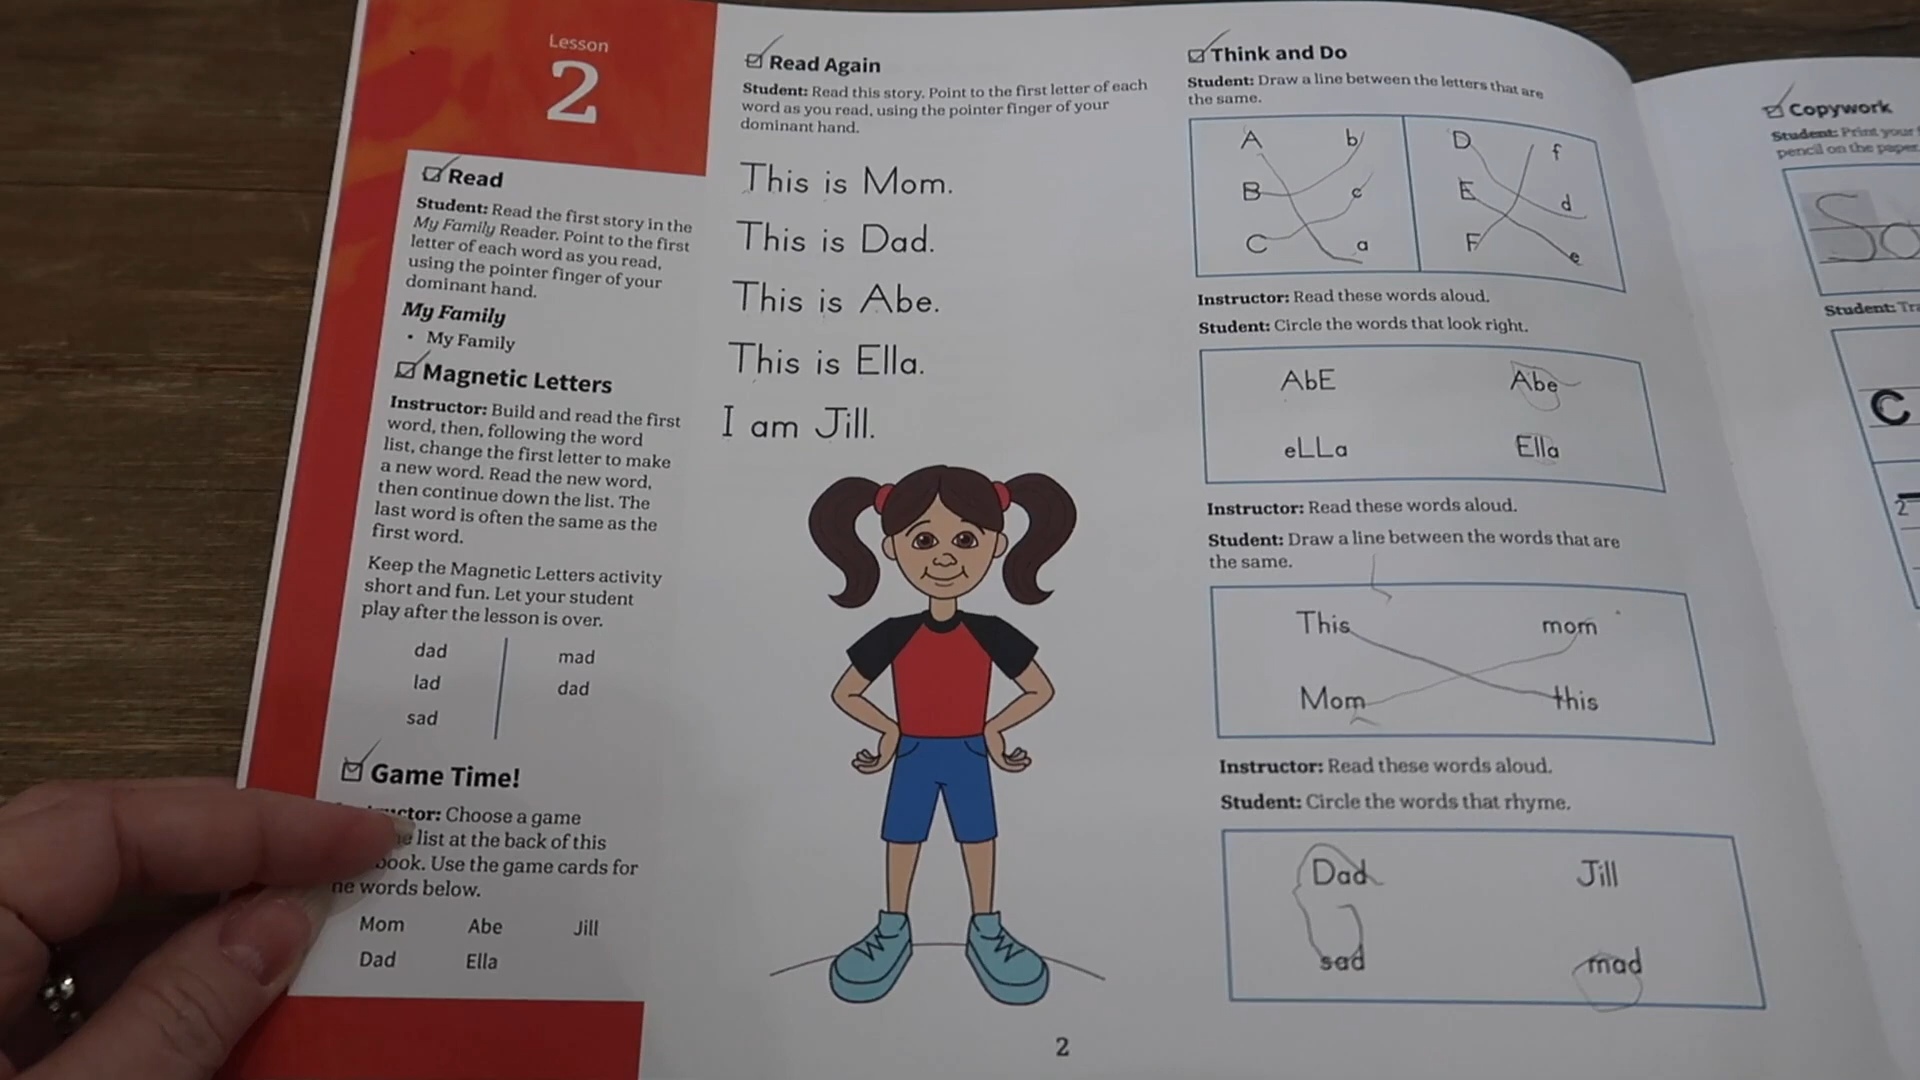 Lesson
2
Read
Student: Read the first story in the
My Family Reader. Point to the first
letter of each word as you read,
using the pointer finger of your
dominant hand.
My Family
• My Family
Magnetic Letters
Instructor: Build and read the first
word, then, following the word
list, change the first letter to make
a new word. Read the new word,
then continue down the list. The
last word is often the same as the
first word.
Keep the Magnetic Letters activity
short and fun. Let your student
play after the lesson is over.
dad mad
lad dad
sad
Game Time!
Choose a game
list at the back of this
book. Use the game cards for
words below.
Mom Abe Jill
Dad Ella
Read Again
Student: Read this story. Point to the first letter of each
word as you read, using the pointer finger of your
dominant hand.
This is Mom.
This is Dad.
This is Abe.
This is Ella.
I am Jill.
2
Think and Do
Student: Draw a line between the letters that are
the same.
A b D f
B c E d
C a F e
Instructor: Read these words aloud.
Student: Circle the words that look right.
AbE Abe
eLLa Ella
Instructor: Read these words aloud.
Student: Draw a line between the words that are
the same.
This mom
Mom this
Instructor: Read these words aloud.
Student: Circle the words that rhyme.
Dad Jill
sad mad
Copywork
Student: Print your
pencil on the paper.
Student:
C
2